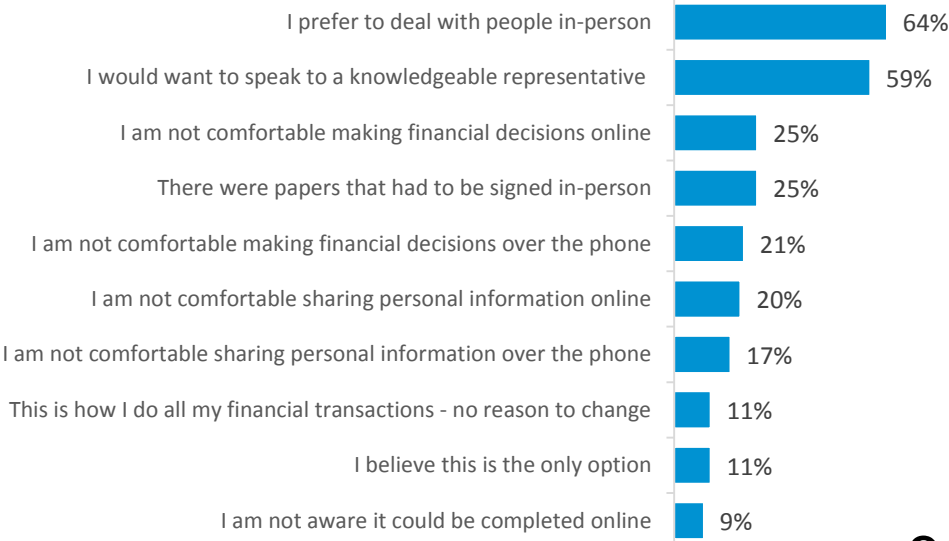 I prefer to deal with people in-person 64%
I would want to speak to a knowledgeable representative 59%
I am not comfortable making financial decisions online 25%
There were papers that had to be signed in-person 25%
I am not comfortable making financial decisions over the phone 21%
I am not comfortable sharing personal information online 20%
I am not comfortable sharing personal information over the phone 17%
This is how I do all my financial transactions - no reason to change 11%
I believe this is the only option 11%
I am not aware it could be completed online 9%